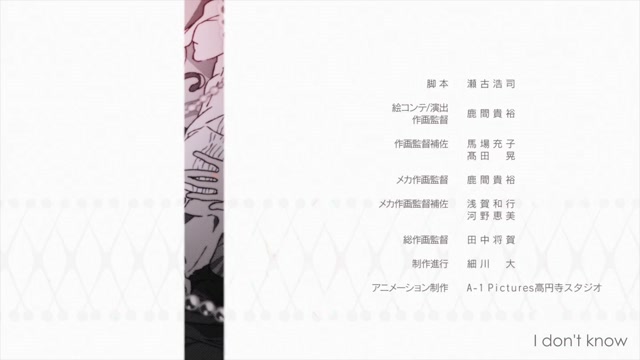 脚本 瀬古浩司
絵コンテ/演出
作画監督 鹿間貴裕
作画監督補佐 馬場充子
髙田 晃
メカ作画監督 鹿間貴裕
メカ作画監督補佐 浅賀和行
河野恵美
総作画監督 田中将賀
制作進行 細川 大
アニメーション制作 A-1 Pictures高円寺スタジオ
I don't know